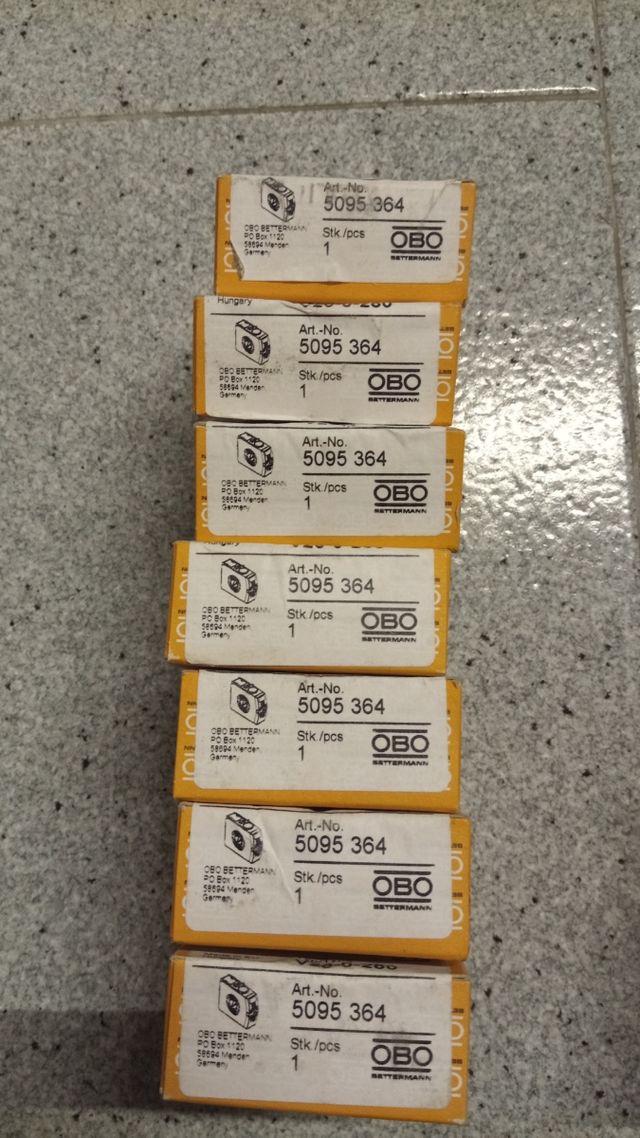 Art.-No.
5095 364
OBO BETTERMANN
PO Box 1120
58694 Menden
Germany
Stk./pcs
1
OBO
BETTERMANN
Hungary
Art.-No.
5095 364
OBO BETTERMANN
PO Box 1120
58694 Menden
Germany
Stk./pcs
1
OBO
BETTERMANN
Art.-No.
5095 364
OBO BETTERMANN
PO Box 1120
58694 Menden
Germany
Stk./pcs
1
OBO
BETTERMANN
Hungary
Art.-No.
5095 364
OBO BETTERMANN
PO Box 1120
58694 Menden
Germany
Stk./pcs
1
OBO
BETTERMANN
Art.-No.
5095 364
OBO BETTERMANN
PO Box 1120
58694 Menden
Germany
Stk./pcs
1
OBO
BETTERMANN
Art.-No.
5095 364
OBO BETTERMANN
PO Box 1120
58694 Menden
Germany
Stk./pcs
1
OBO
BETTERMANN
V20-0-280
Art.-No.
5095 364
OBO BETTERMANN
PO Box 1120
58694 Menden
Germany
Stk./pcs
1
OBO
BETTERMANN